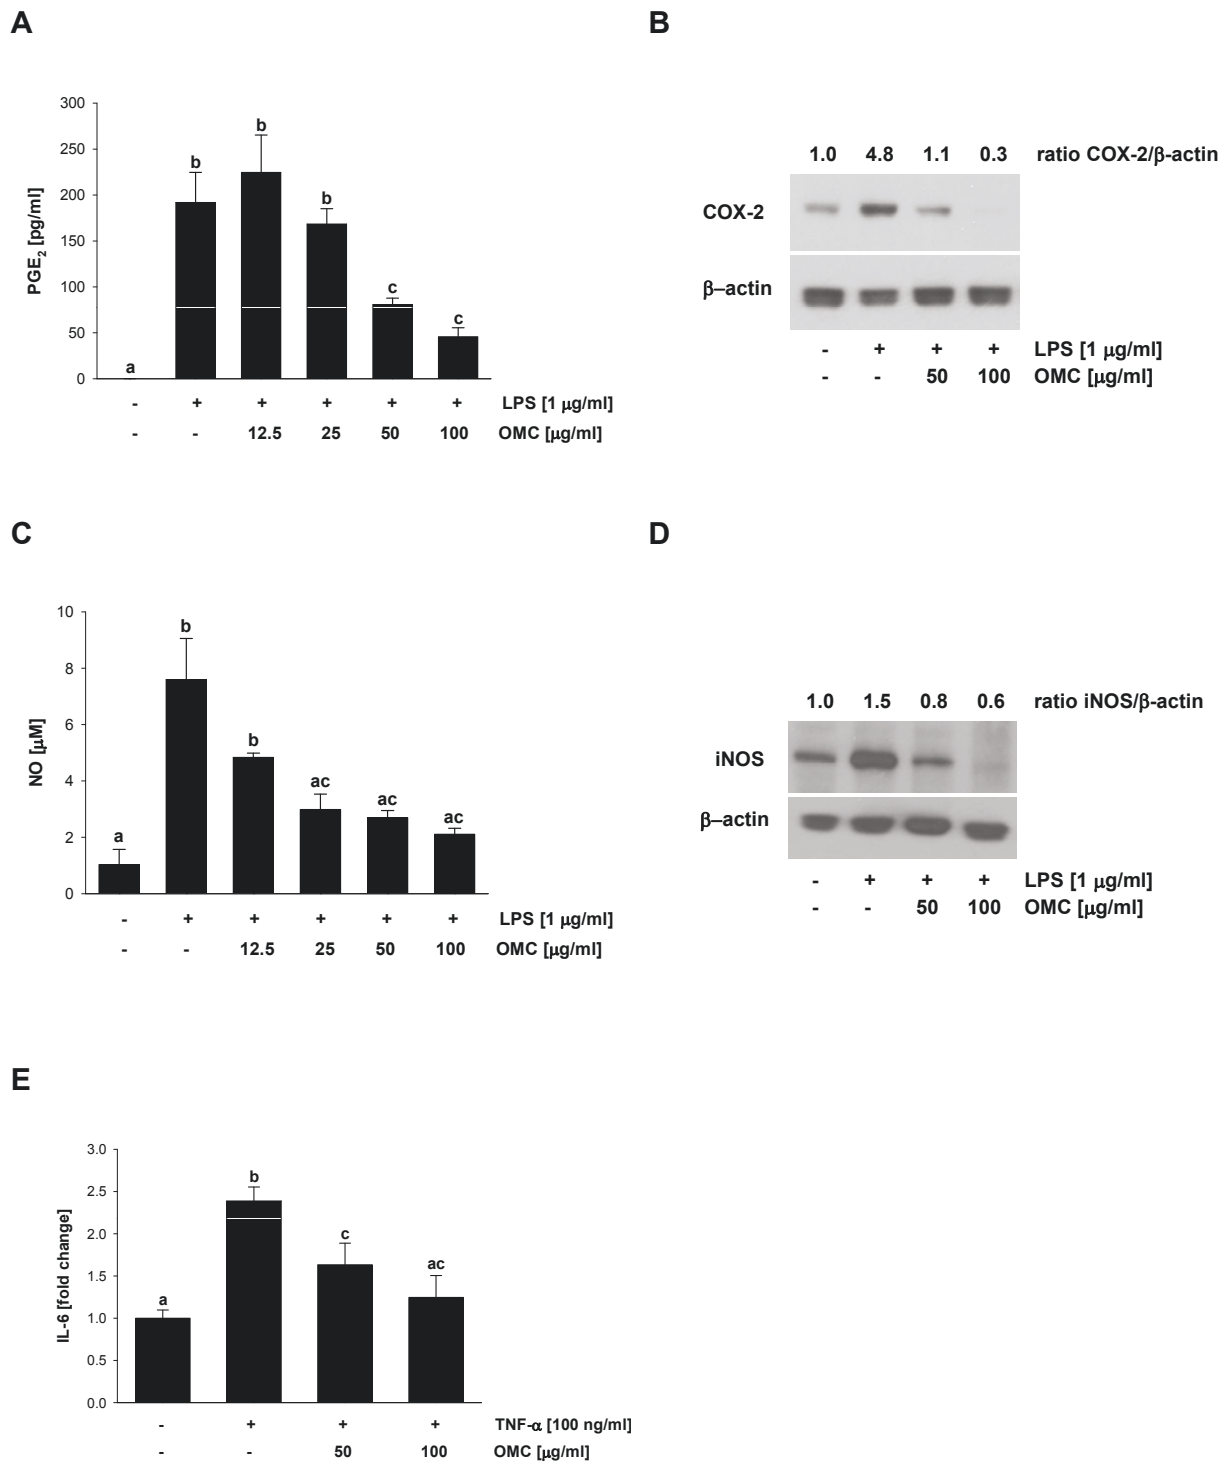 A
B
300
250
200
150
100
50
0
PGE2 [pg/ml]
a
b
b
b
c
c
- + + + + + LPS [1 μg/ml]
- - 12.5 25 50 100 OMC [μg/ml]
1.0 4.8 1.1 0.3 ratio COX-2/β-actin
COX-2
β–actin
- + + + LPS [1 μg/ml]
- - 50 100 OMC [μg/ml]
C
D
10
8
6
4
2
0
NO [μM]
a
b
b
ac
ac
ac
- + + + + + LPS [1 μg/ml]
- - 12.5 25 50 100 OMC [μg/ml]
1.0 1.5 0.8 0.6 ratio iNOS/β-actin
iNOS
β–actin
- + + + LPS [1 μg/ml]
- - 50 100 OMC [μg/ml]
E
3.0
2.5
2.0
1.5
1.0
0.5
0.0
IL-6 [fold change]
a
b
c
ac
- + + + TNF-α [100 ng/ml]
- - 50 100 OMC [μg/ml]